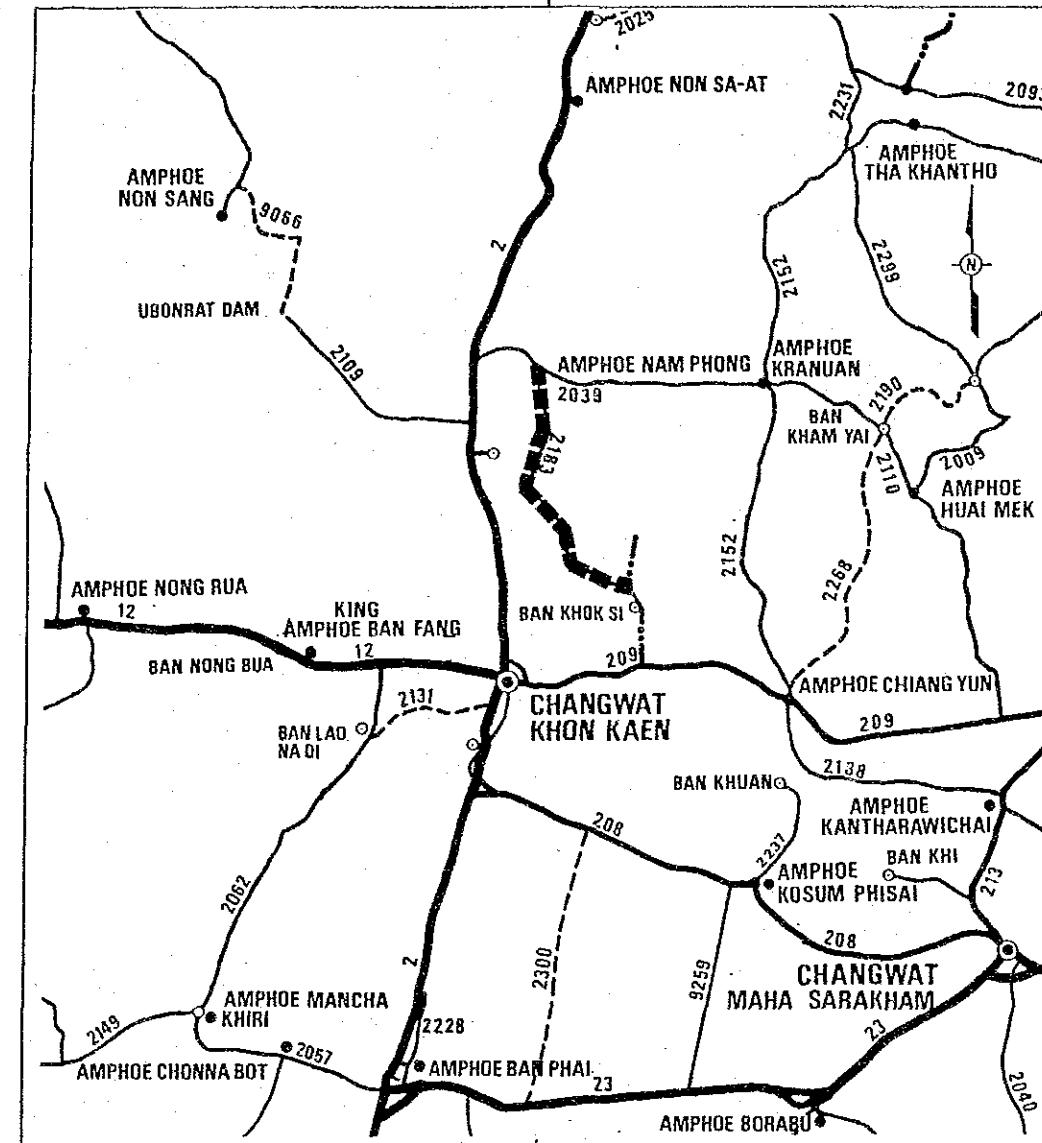 2025
AMPHOE NON SA-AT
2231
2093
AMPHOE
THA KHANTHO
AMPHOE
NON SANG
9066
2
2152
2299
N
UBONRAT DAM
2109
AMPHOE NAM PHONG
2039
AMPHOE
KRANUAN
2190
BAN
KHAM YAI
2110
2009
2183
AMPHOE
HUAI MEK
2152
2268
AMPHOE NONG RUA
12
KING
AMPHOE BAN FANG
BAN NONG BUA
12
BAN KHOK SI
209
CHANGWAT
KHON KAEN
AMPHOE CHIANG YUN
209
2131
BAN LAO
NA DI
2138
BAN KHUAN
AMPHOE
KANTHARAWICHAI
208
2237
BAN KHI
AMPHOE
KOSUM PHISAI
213
2062
208
2
2300
9259
CHANGWAT
MAHA SARAKHAM
AMPHOE MANCHA
KHIRI
2149
2228
23
2057
AMPHOE CHONNA BOT
AMPHOE BAN PHAI
23
2040
AMPHOE BORABU